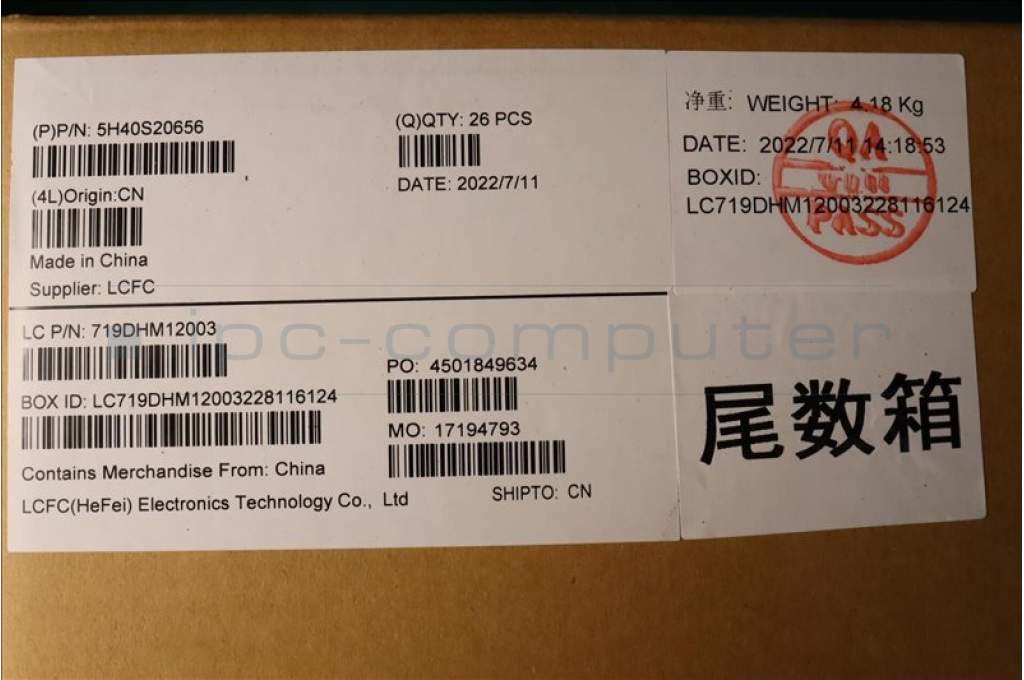 (P)P/N: 5H40S20656
(Q)QTY: 26 PCS
DATE: 2022/7/11
(4L)Origin:CN
Made in China
Supplier: LCFC
LC P/N: 719DHM12003
BOX ID: LC719DHM12003228116124
PO: 4501849634
MO: 17194793
Contains Merchandise From: China
LCFC(HeFei) Electronics Technology Co., Ltd
SHIPTO: CN
净重: WEIGHT: 4.18 Kg
DATE: 2022/7/11 14:18:53
BOXID:
LC719DHM12003228116124
QA
PASS
尾数箱
ipc-computer